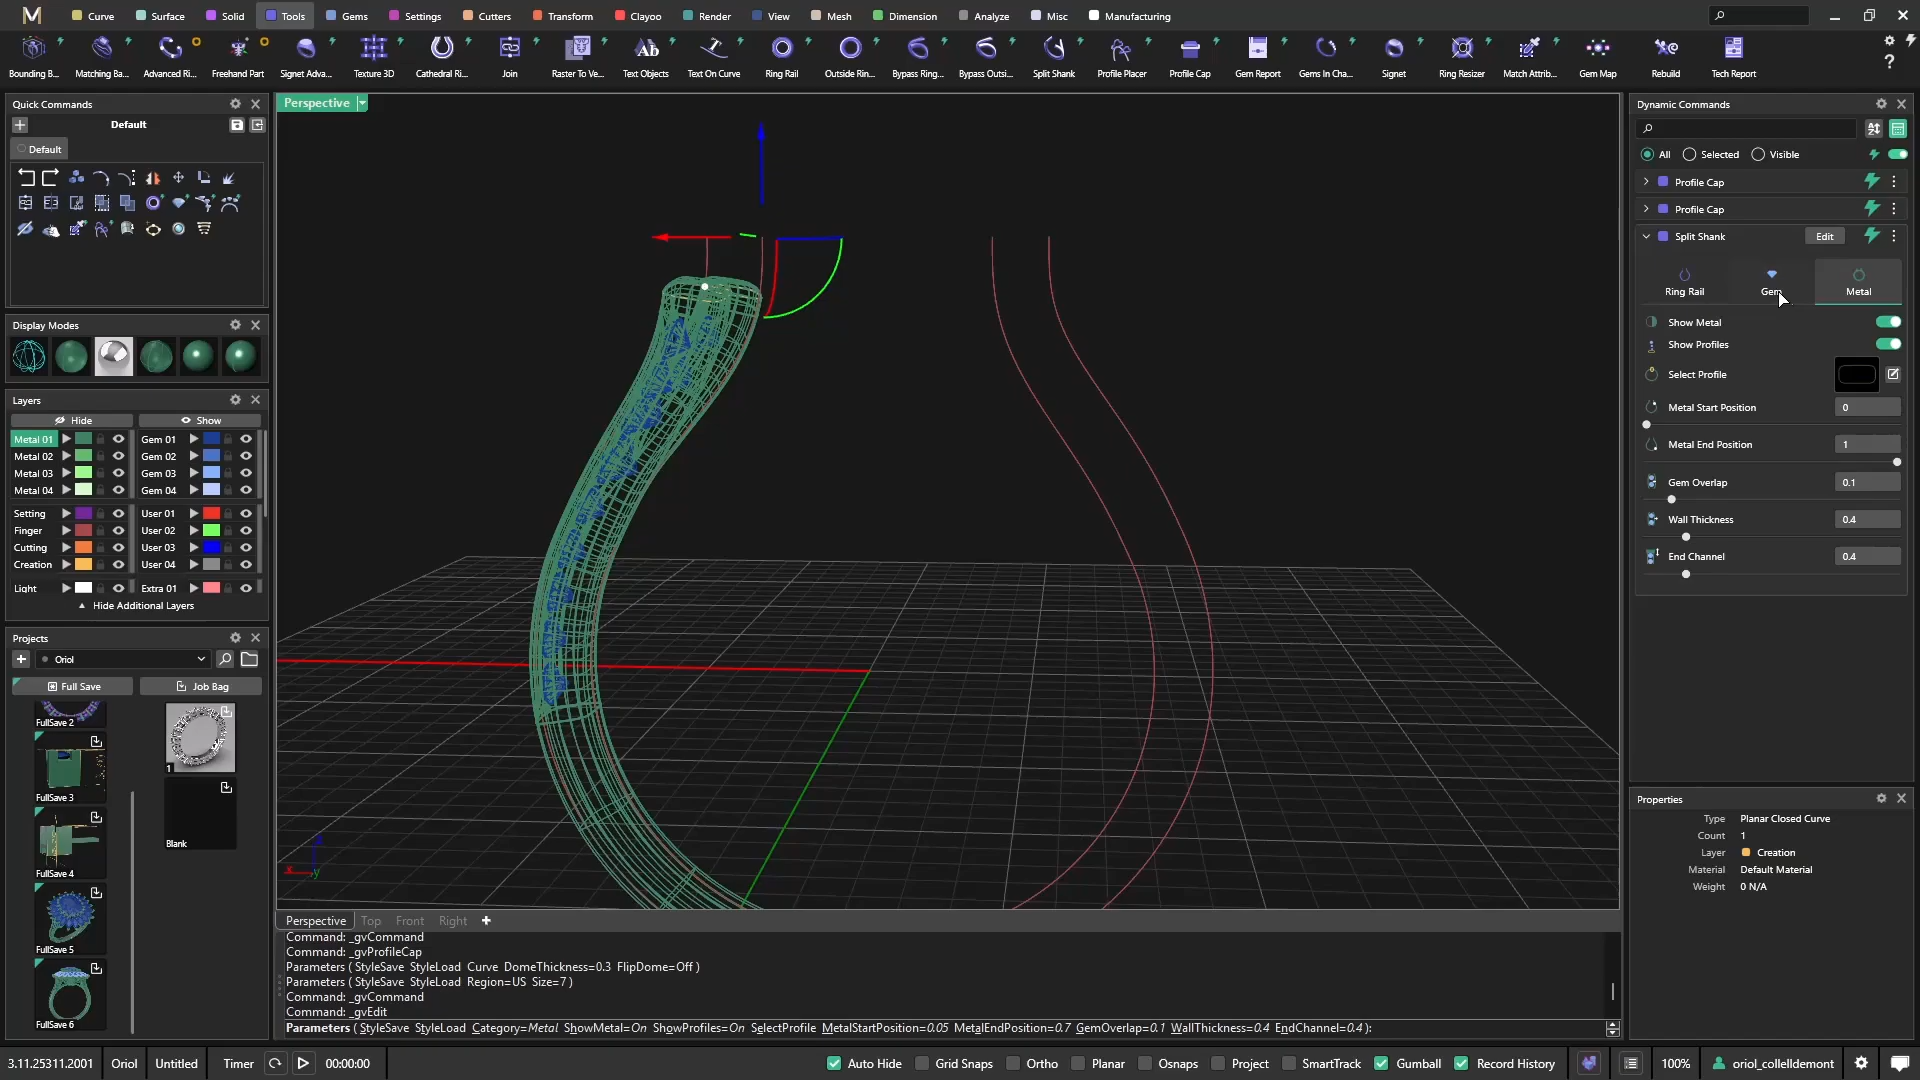 Curve Surface Solid Tools Gems Settings Cutters Transform Clayoo Render View Mesh Dimension Analyze Misc Manufacturing
Bounding B... Matching Ba... Advanced Ri... Freehand Part Signet Adva... Texture 3D Cathedral Ri... Join Raster To Ve... Text Objects Text On Curve Ring Rail Outside Rin... Bypass Ring... Bypass Outsi... Split Shank Profile Placer Profile Cap Gem Report Gems In Cha... Signet Ring Resizer Match Attrib... Gem Map Rebuild Tech Report
Quick Commands
Default
Default
Display Modes
Layers
Hide Show
Metal 01 Gem 01
Metal 02 Gem 02
Metal 03 Gem 03
Metal 04 Gem 04
Setting User 01
Finger User 02
Cutting User 03
Creation User 04
Light Extra 01
Hide Additional Layers
Projects
Oriol
Full Save Job Bag
FullSave 2
1
FullSave 3
Blank
FullSave 4
FullSave 5
FullSave 6
Perspective
x
y
Perspective Top Front Right
Command: _gvCommand
Command: _gvProfileCap
Parameters ( StyleSave StyleLoad Curve DomeThickness=0.3 FlipDome=Off )
Parameters ( StyleSave StyleLoad Region=US Size=7 )
Command: _gvCommand
Command: _gvEdit
Parameters ( StyleSave StyleLoad Category=Metal ShowMetal=On ShowProfiles=On SelectProfile MetalStartPosition=0.05 MetalEndPosition=0.7 GemOverlap=0.1 WallThickness=0.4 EndChannel=0.4 ):
Dynamic Commands
All Selected Visible
Profile Cap
Profile Cap
Split Shank Edit
Ring Rail Gem Metal
Show Metal
Show Profiles
Select Profile
Metal Start Position 0
Metal End Position 1
Gem Overlap 0.1
Wall Thickness 0.4
End Channel 0.4
Properties
Type Planar Closed Curve
Count 1
Layer Creation
Material Default Material
Weight 0 N/A
3.11.25311.2001 Oriol Untitled Timer 00:00:00 Auto Hide Grid Snaps Ortho Planar Osnaps Project SmartTrack Gumball Record History 100% oriol_collelldemont